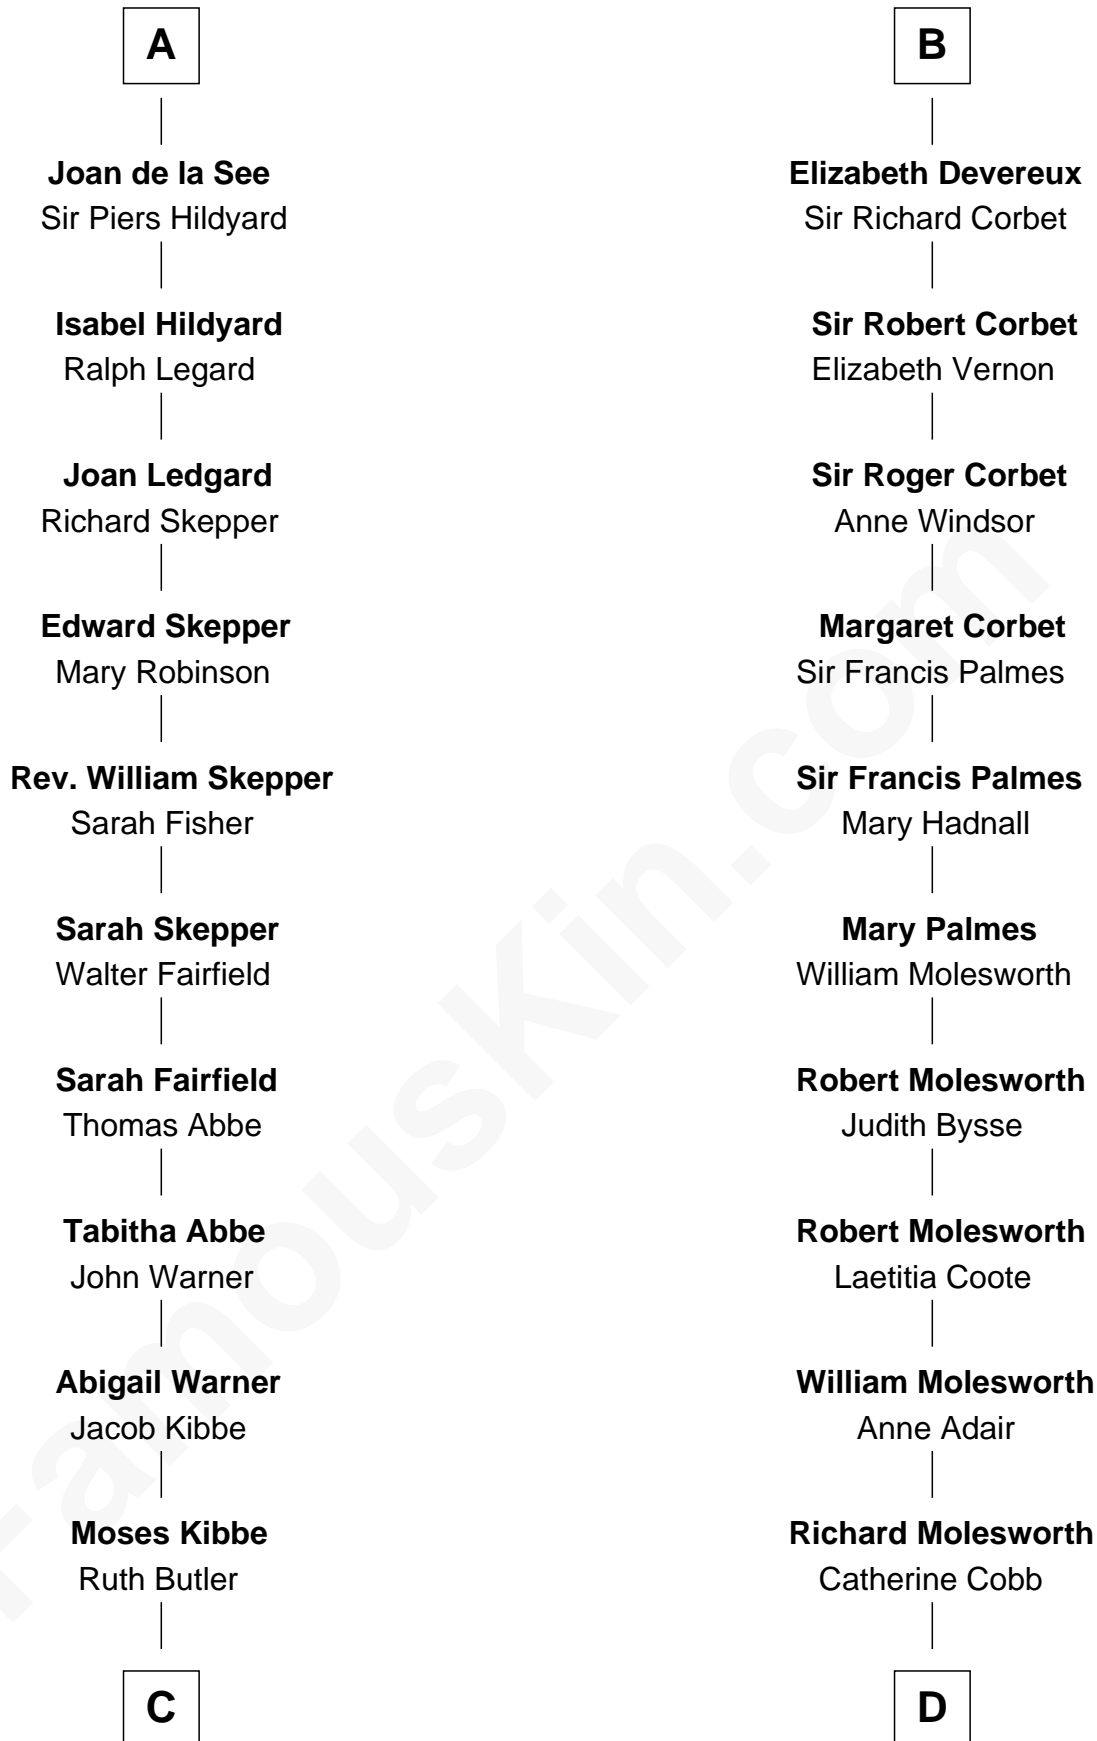 A
Joan de la See
Sir Piers Hildyard
Isabel Hildyard
Ralph Legard
Joan Ledgard
Richard Skepper
Edward Skepper
Mary Robinson
Rev. William Skepper
Sarah Fisher
Sarah Skepper
Walter Fairfield
Sarah Fairfield
Thomas Abbe
Tabitha Abbe
John Warner
Abigail Warner
Jacob Kibbe
Moses Kibbe
Ruth Butler
C
B
Elizabeth Devereux
Sir Richard Corbet
Sir Robert Corbet
Elizabeth Vernon
Sir Roger Corbet
Anne Windsor
Margaret Corbet
Sir Francis Palmes
Sir Francis Palmes
Mary Hadnall
Mary Palmes
William Molesworth
Robert Molesworth
Judith Bysse
Robert Molesworth
Laetitia Coote
William Molesworth
Anne Adair
Richard Molesworth
Catherine Cobb
D
FamousKin.com